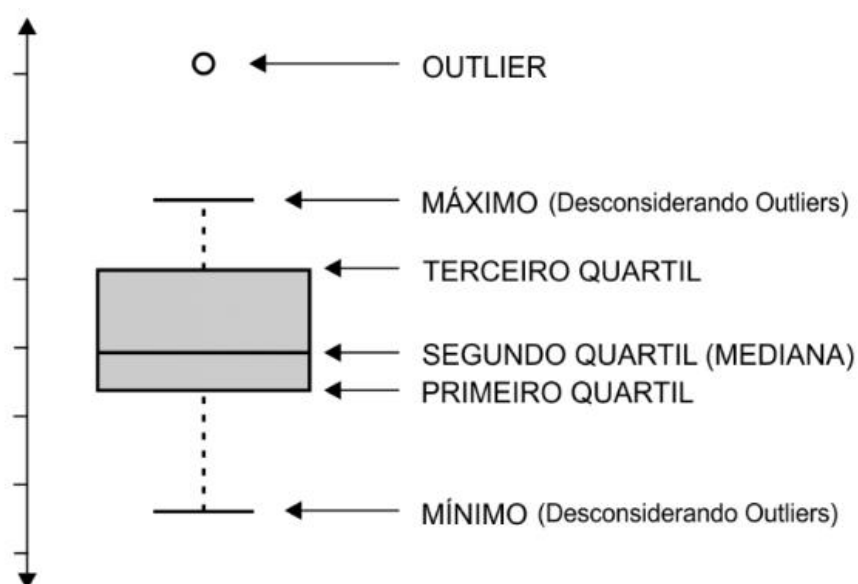 OUTLIER
MÁXIMO (Desconsiderando Outliers)
TERCEIRO QUARTIL
SEGUNDO QUARTIL (MEDIANA)
PRIMEIRO QUARTIL
MÍNIMO (Desconsiderando Outliers)